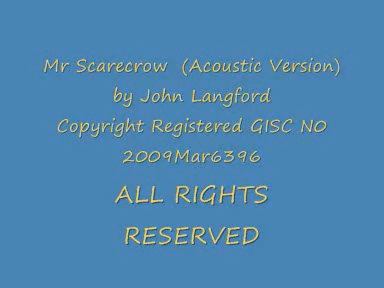 Mr Scarecrow (Acoustic Version)
by John Langford
Copyright Registered GISC NO
2009Mar6396
ALL RIGHTS
RESERVED